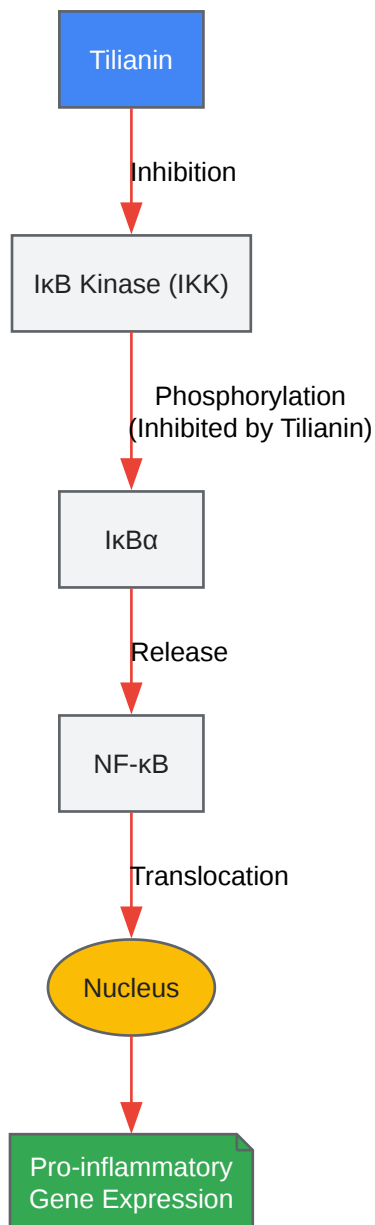 Tilianin
Inhibition
IκB Kinase (IKK)
Phosphorylation
(Inhibited by Tilianin)
IκBα
Release
NF-κB
Translocation
Nucleus
Pro-inflammatory
Gene Expression